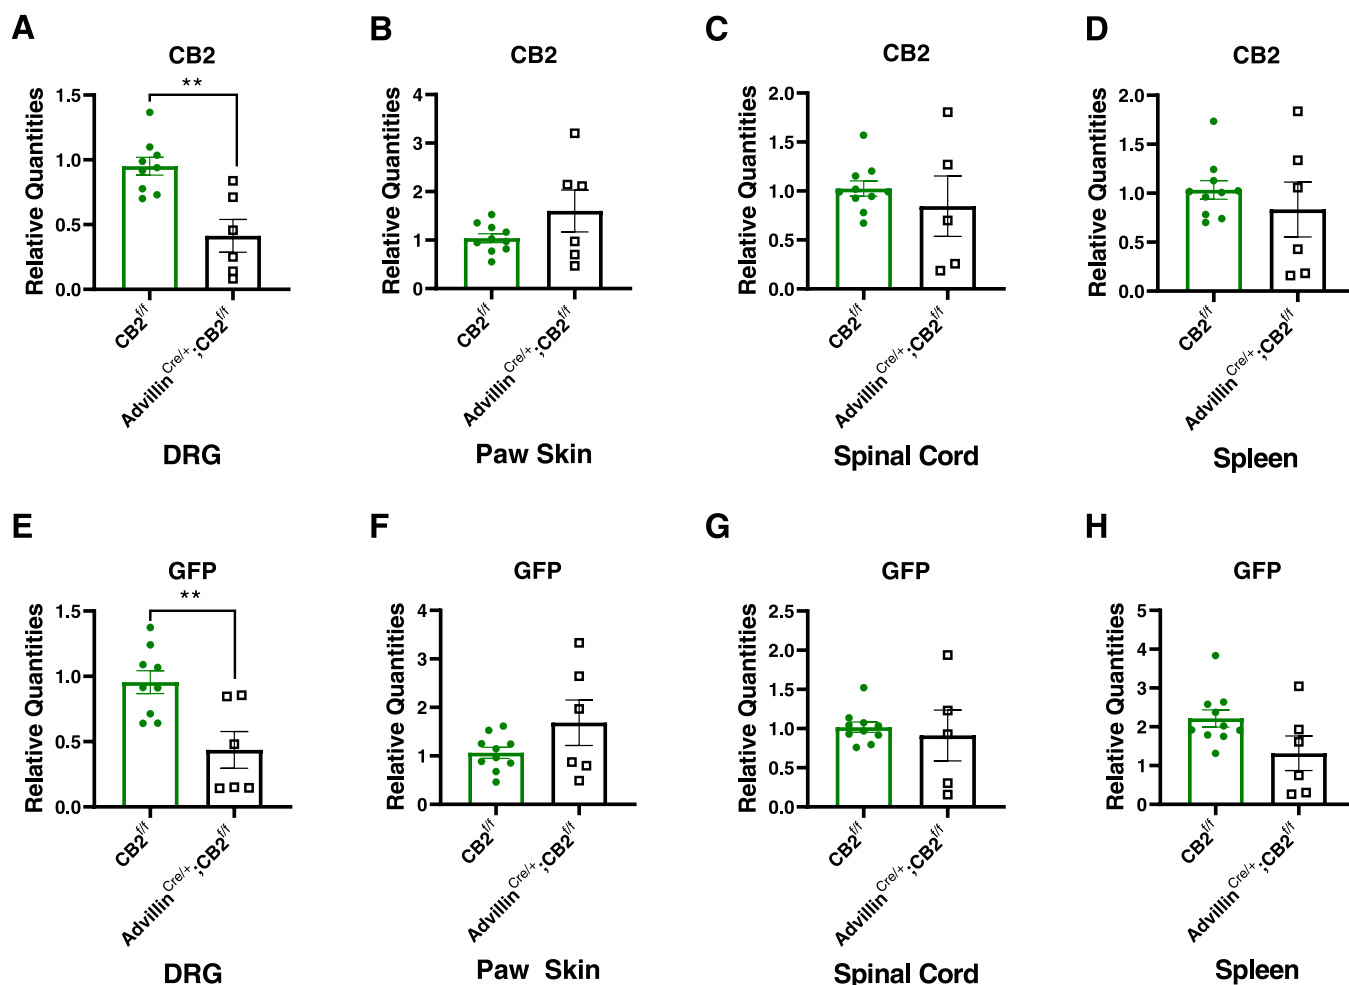 A
CB2
**
Relative Quantities
1.5
1.0
0.5
0.0
CB2f/f
AdvillinCre/+;CB2f/f
DRG
B
CB2
Relative Quantities
4
3
2
1
0
CB2f/f
AdvillinCre/+;CB2f/f
Paw Skin
C
CB2
Relative Quantities
2.0
1.5
1.0
0.5
0.0
CB2f/f
AdvillinCre/+;CB2f/f
Spinal Cord
D
CB2
Relative Quantities
2.0
1.5
1.0
0.5
0.0
CB2f/f
AdvillinCre/+;CB2f/f
Spleen
E
GFP
**
Relative Quantities
1.5
1.0
0.5
0.0
CB2f/f
AdvillinCre/+;CB2f/f
DRG
F
GFP
Relative Quantities
4
3
2
1
0
CB2f/f
AdvillinCre/+;CB2f/f
Paw Skin
G
GFP
Relative Quantities
2.5
2.0
1.5
1.0
0.5
0.0
CB2f/f
AdvillinCre/+;CB2f/f
Spinal Cord
H
GFP
Relative Quantities
5
4
3
2
1
0
CB2f/f
AdvillinCre/+;CB2f/f
Spleen